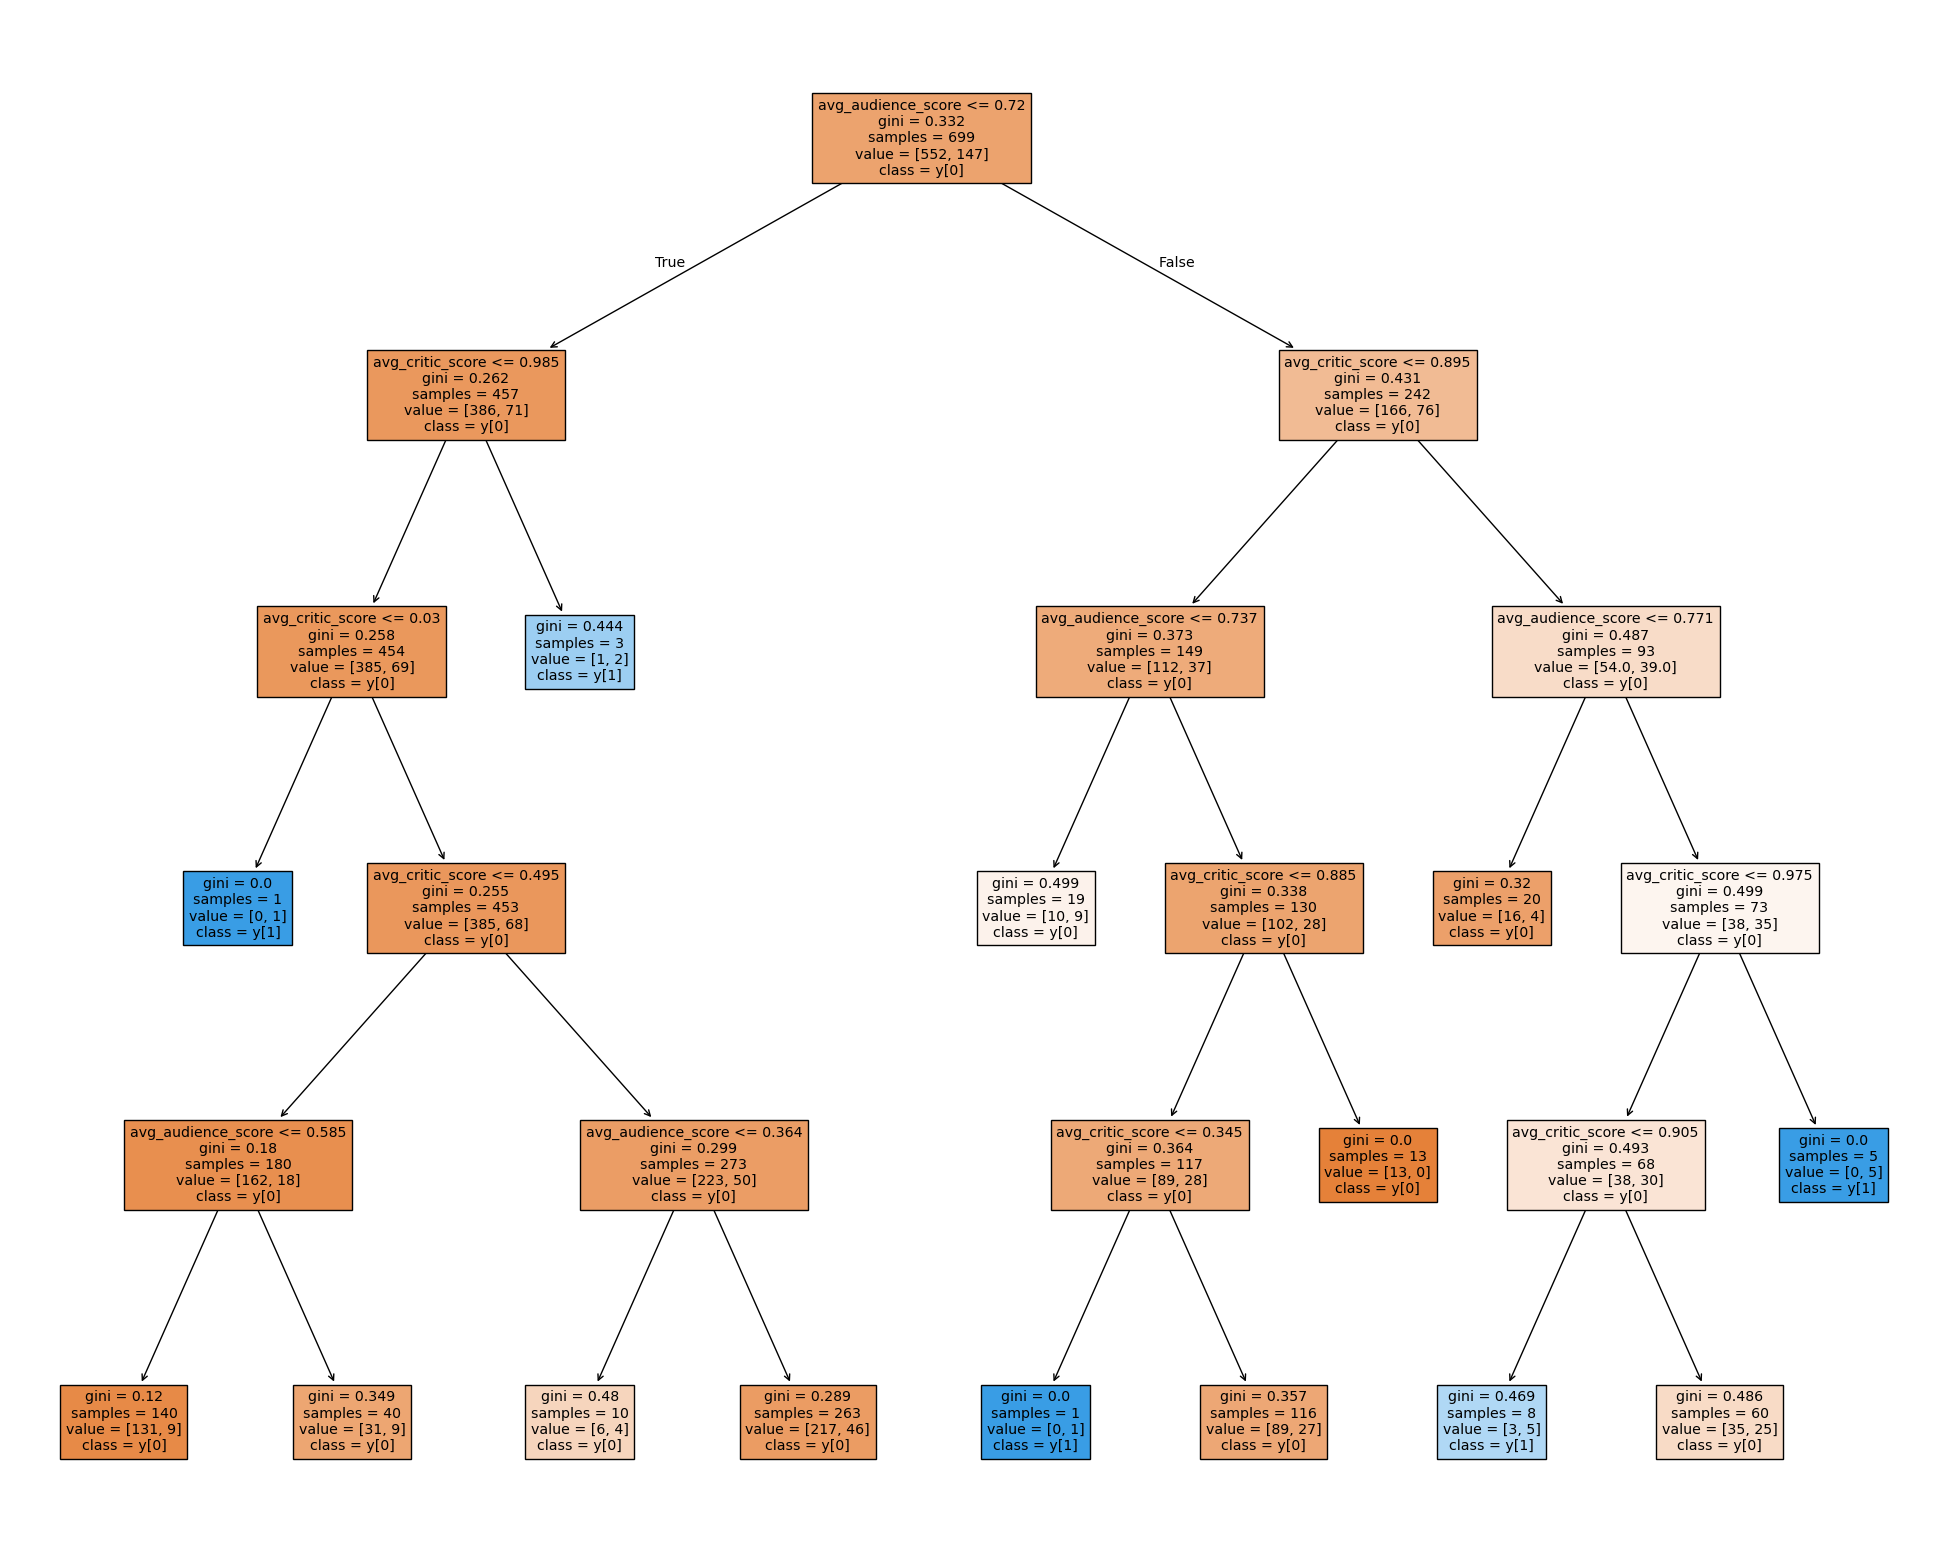 avg_audience_score <= 0.72
gini = 0.332
samples = 699
value = [552, 147]
class = y[0]
True
False
avg_critic_score <= 0.985
gini = 0.262
samples = 457
value = [386, 71]
class = y[0]
avg_critic_score <= 0.895
gini = 0.431
samples = 242
value = [166, 76]
class = y[0]
avg_critic_score <= 0.03
gini = 0.258
samples = 454
value = [385, 69]
class = y[0]
gini = 0.444
samples = 3
value = [1, 2]
class = y[1]
avg_audience_score <= 0.737
gini = 0.373
samples = 149
value = [112, 37]
class = y[0]
avg_audience_score <= 0.771
gini = 0.487
samples = 93
value = [54.0, 39.0]
class = y[0]
gini = 0.0
samples = 1
value = [0, 1]
class = y[1]
avg_critic_score <= 0.495
gini = 0.255
samples = 453
value = [385, 68]
class = y[0]
gini = 0.499
samples = 19
value = [10, 9]
class = y[0]
avg_critic_score <= 0.885
gini = 0.338
samples = 130
value = [102, 28]
class = y[0]
gini = 0.32
samples = 20
value = [16, 4]
class = y[0]
avg_critic_score <= 0.975
gini = 0.499
samples = 73
value = [38, 35]
class = y[0]
avg_audience_score <= 0.585
gini = 0.18
samples = 180
value = [162, 18]
class = y[0]
avg_audience_score <= 0.364
gini = 0.299
samples = 273
value = [223, 50]
class = y[0]
avg_critic_score <= 0.345
gini = 0.364
samples = 117
value = [89, 28]
class = y[0]
gini = 0.0
samples = 13
value = [13, 0]
class = y[0]
avg_critic_score <= 0.905
gini = 0.493
samples = 68
value = [38, 30]
class = y[0]
gini = 0.0
samples = 5
value = [0, 5]
class = y[1]
gini = 0.12
samples = 140
value = [131, 9]
class = y[0]
gini = 0.349
samples = 40
value = [31, 9]
class = y[0]
gini = 0.48
samples = 10
value = [6, 4]
class = y[0]
gini = 0.289
samples = 263
value = [217, 46]
class = y[0]
gini = 0.0
samples = 1
value = [0, 1]
class = y[1]
gini = 0.357
samples = 116
value = [89, 27]
class = y[0]
gini = 0.469
samples = 8
value = [3, 5]
class = y[1]
gini = 0.486
samples = 60
value = [35, 25]
class = y[0]